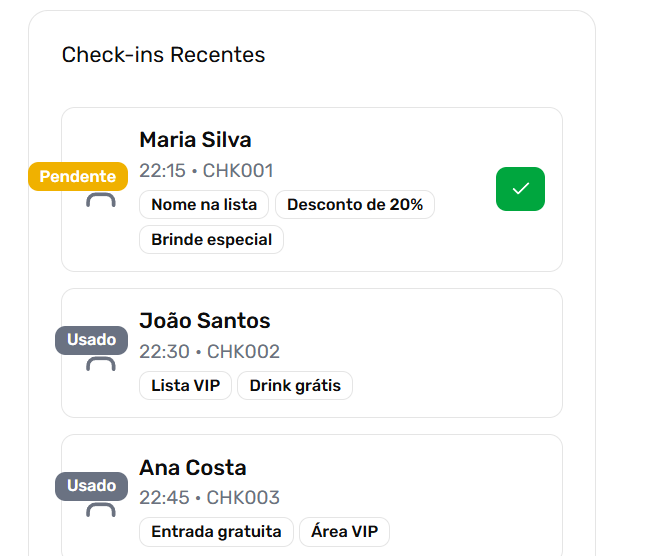 Check-ins Recentes
Maria Silva
Pendente
22:15 • CHK001
Nome na lista
Desconto de 20%
Brinde especial
João Santos
Usado
22:30 • CHK002
Lista VIP
Drink grátis
Ana Costa
Usado
22:45 • CHK003
Entrada gratuita
Área VIP